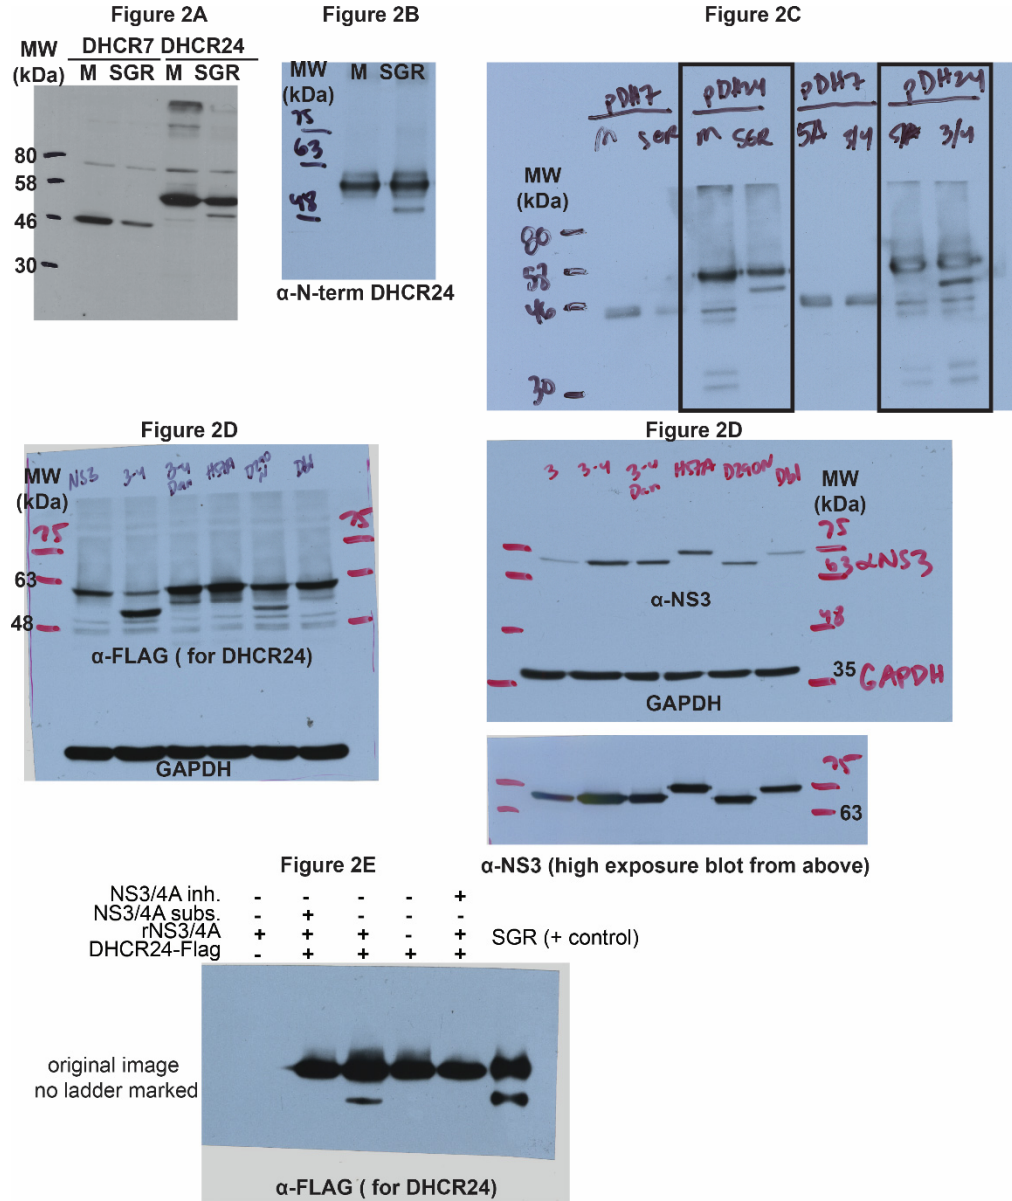 Figure 2A
MW
(kDa)
DHCR7 DHCR24
M SGR M SGR
80
58
46
30
Figure 2B
MW
(kDa)
M SGR
75
63
48
α-N-term DHCR24
Figure 2C
pDH7 pDH24 pDH7 pDH24
M SGR M SGR 5A 3/4 5/A 3/4
MW
(kDa)
80
58
46
30
Figure 2D
MW
(kDa)
NS3 3-4 3-4 H57A Dbl
75 75
63
48
α-FLAG ( for DHCR24)
GAPDH
Figure 2D
3 3-4 3-4 H57A D290N Dbl
MW
(kDa)
75
63 αNS3
α-NS3
48
35 GAPDH
GAPDH
75
63
α-NS3 (high exposure blot from above)
Figure 2E
NS3/4A inh. - - - - +
NS3/4A subs. - + - - -
rNS3/4A + + + - +
DHCR24-Flag - + + + +
SGR (+ control)
original image
no ladder marked
α-FLAG ( for DHCR24)